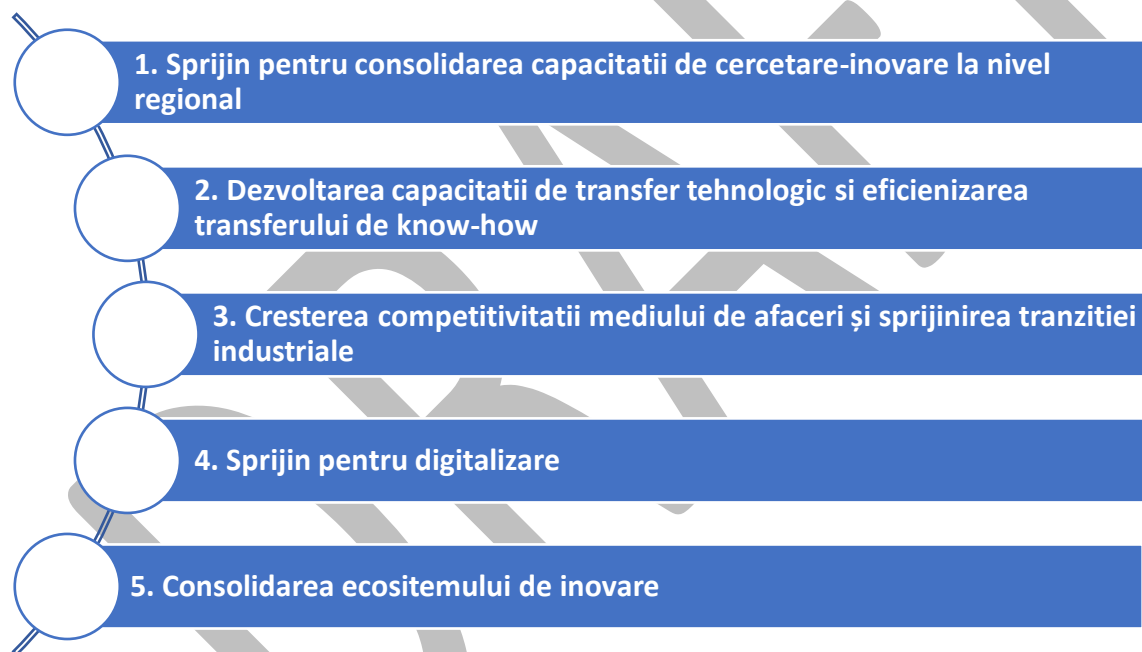 1. Sprijin pentru consolidarea capacitatii de cercetare-inovare la nivel
regional
2. Dezvoltarea capacitatii de transfer tehnologic si eficienizarea
transferului de know-how
3. Cresterea competitivitatii mediului de afaceri și sprijinirea tranzitiei
industriale
4. Sprijin pentru digitalizare
5. Consolidarea ecositemului de inovare